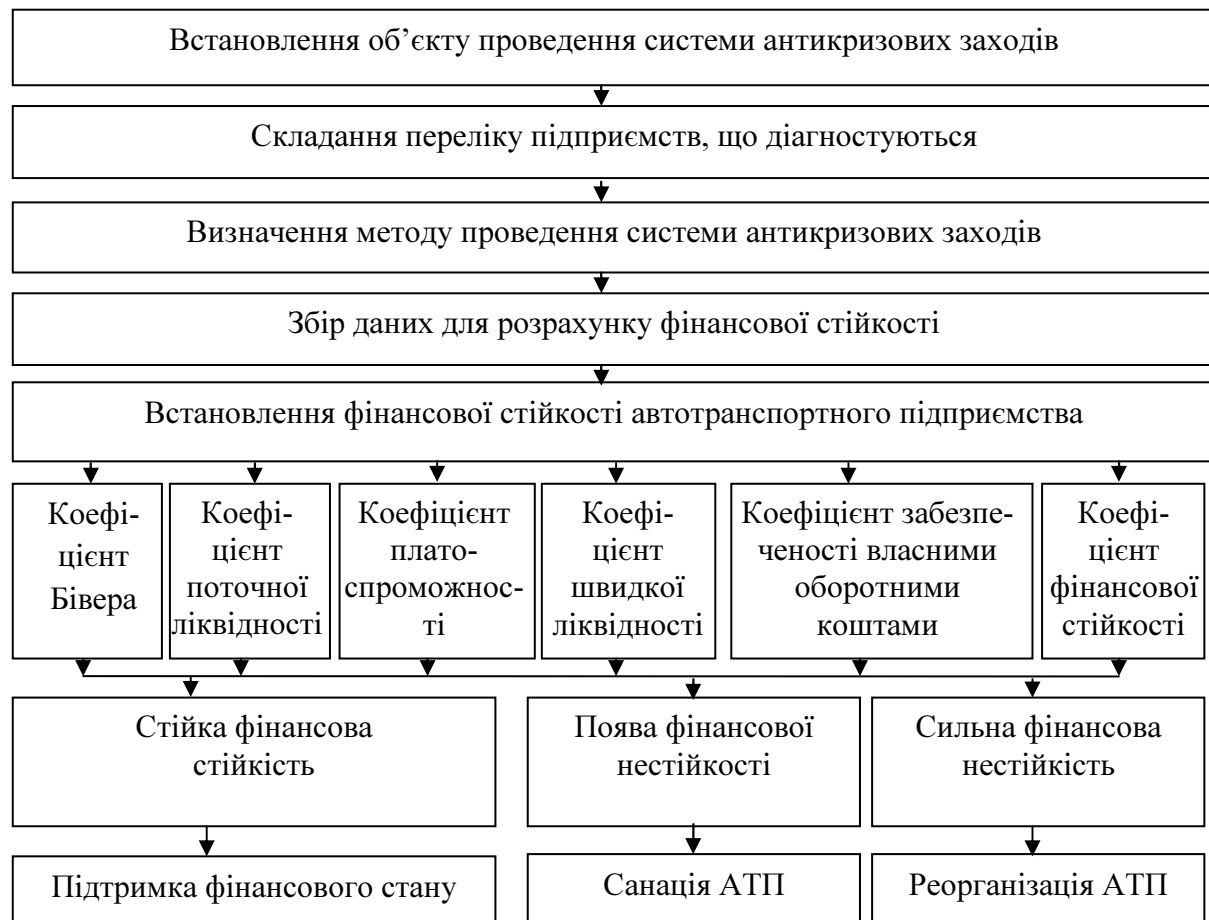 Встановлення об’єкту проведення системи антикризових заходів
Складання переліку підприємств, що діагностуються
Визначення методу проведення системи антикризових заходів
Збір даних для розрахунку фінансової стійкості
Встановлення фінансової стійкості автотранспортного підприємства
Коефі-
цієнт
Бівера
Коефі-
цієнт
поточної
ліквідності
Коефіцієнт
плато-
спроможнос-
ті
Коефі-
цієнт
швидкої
ліквідності
Коефіцієнт забезпе-
ченості власними
оборотними
коштами
Коефі-
цієнт
фінансової
стійкості
Стійка фінансова
стійкість
Поява фінансової
нестійкості
Сильна фінансова
нестійкість
Підтримка фінансового стану
Санація АТП
Реорганізація АТП